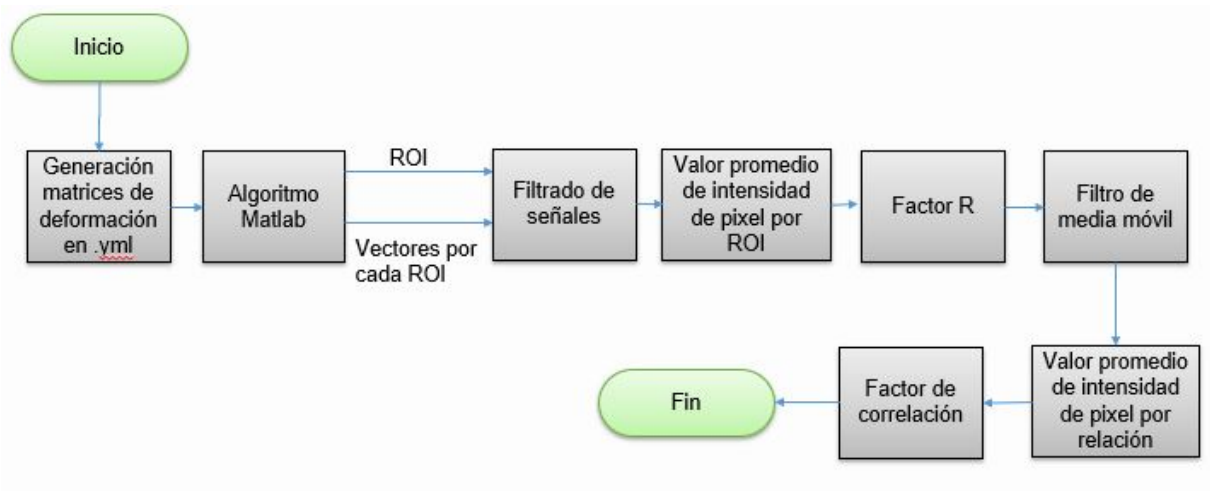 Inicio
Generación
matrices de
deformación
en .yml
Algoritmo
Matlab
ROI
Vectores por
cada ROI
Filtrado de
señales
Valor promedio
de intensidad
de pixel por
ROI
Factor R
Filtro de
media móvil
Valor promedio
de intensidad
de pixel por
relación
Factor de
correlación
Fin